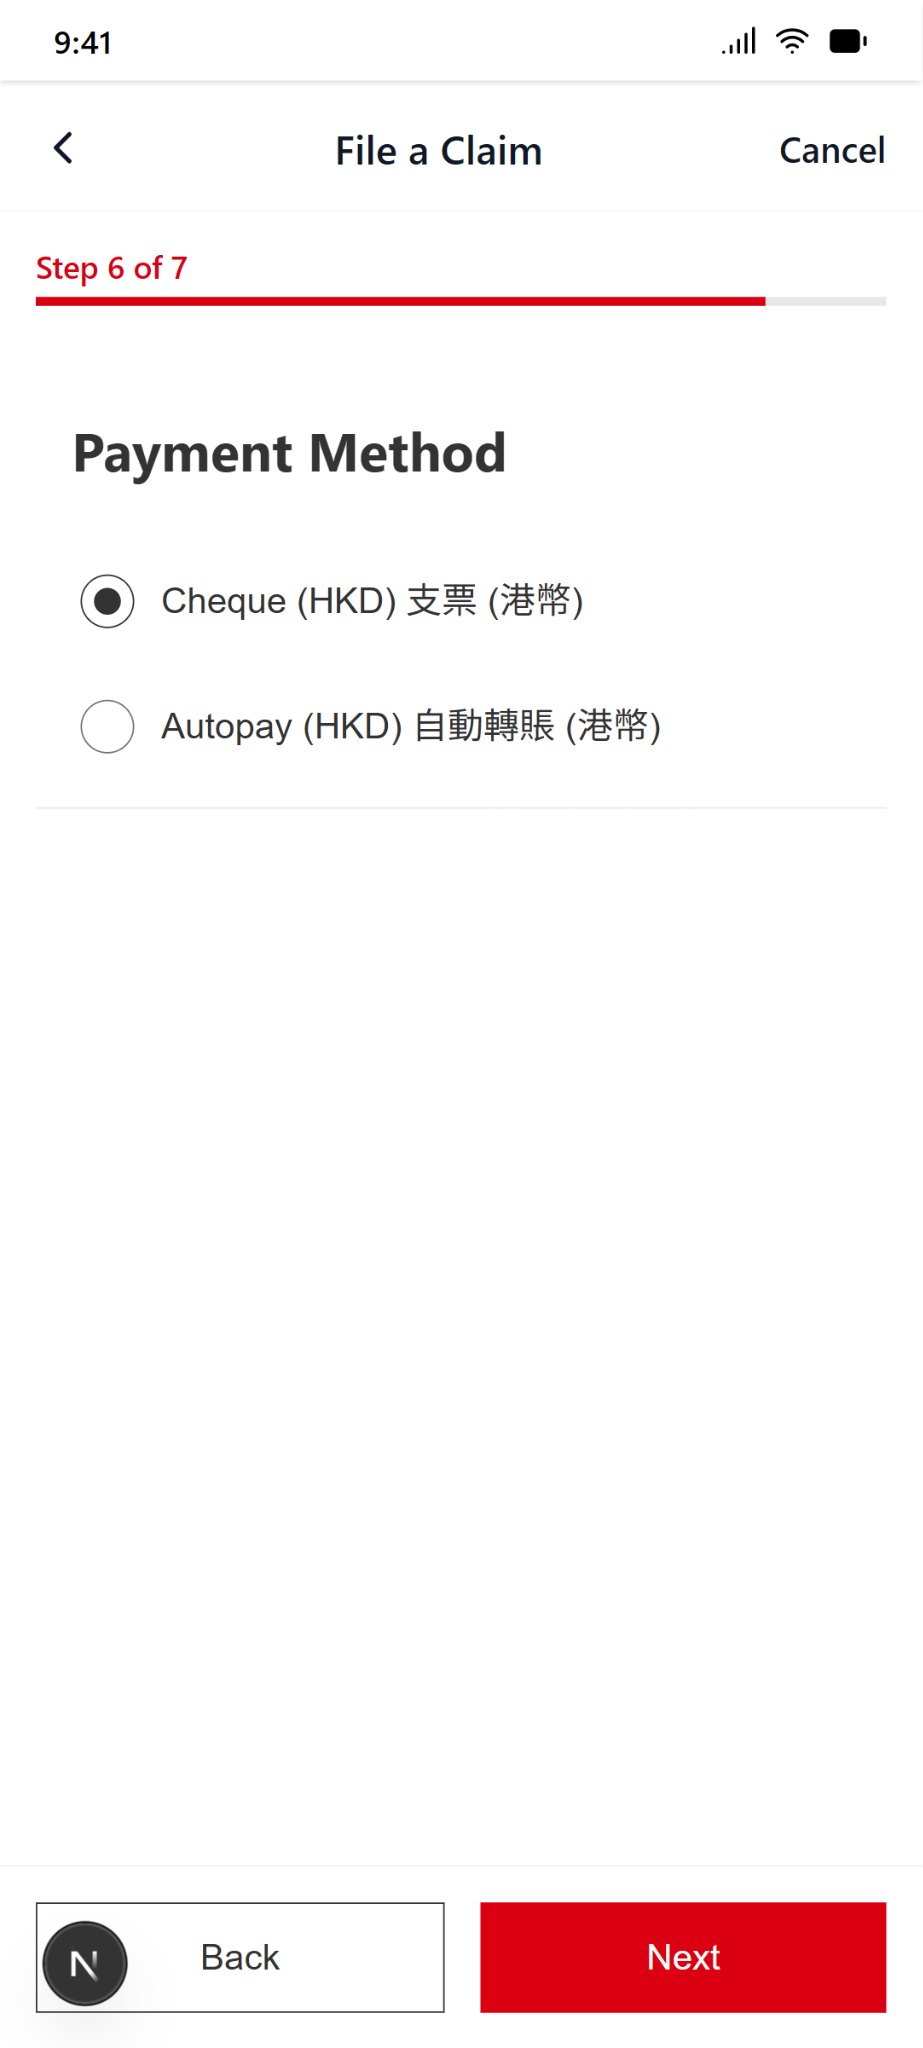 9:41
File a Claim
Cancel
Step 6 of 7
Payment Method
Cheque (HKD) 支票 (港幣)
Autopay (HKD) 自動轉賬 (港幣)
N
Back
Next